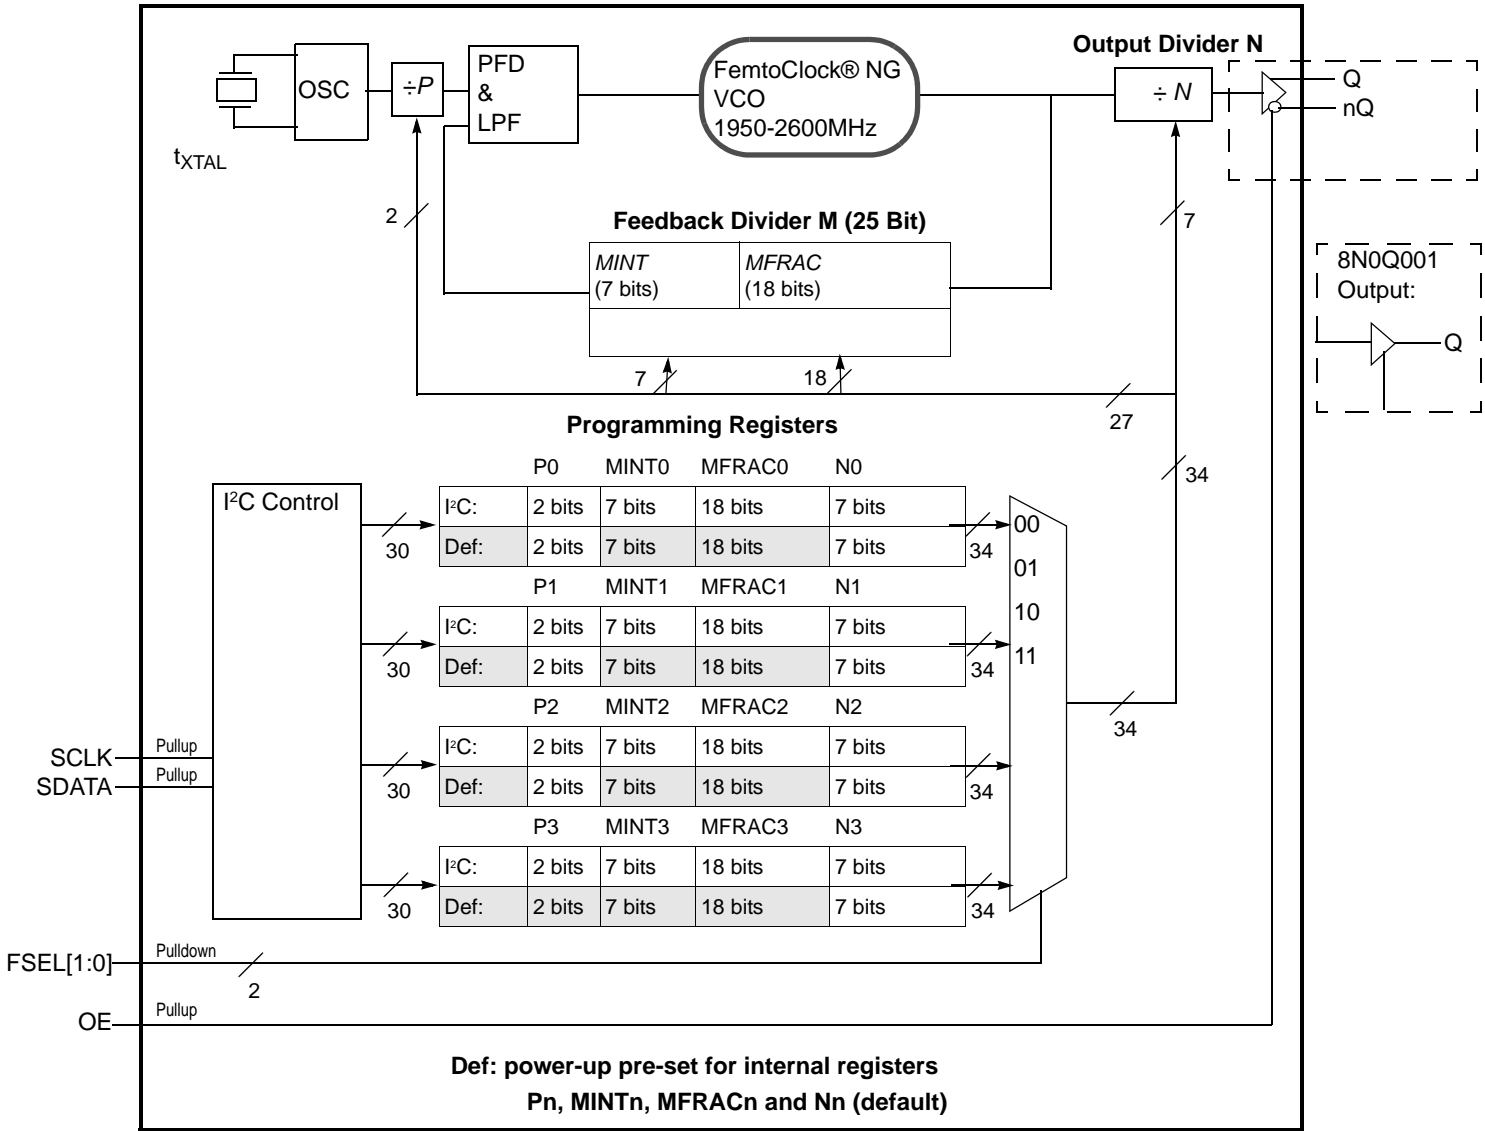 Output Divider N
OSC
÷P
PFD
&
LPF
FemtoClock® NG
VCO
1950-2600MHz
÷ N
Q
nQ
tXTAL
2
7
Feedback Divider M (25 Bit)
MINT
(7 bits)
MFRAC
(18 bits)
8N0Q001
Output:
Q
7
18
27
Programming Registers
34
P0 MINT0 MFRAC0 N0
I²C Control
I²C: 2 bits 7 bits 18 bits 7 bits
Def: 2 bits 7 bits 18 bits 7 bits
30
34
00
01
10
11
P1 MINT1 MFRAC1 N1
I²C: 2 bits 7 bits 18 bits 7 bits
Def: 2 bits 7 bits 18 bits 7 bits
30
34
P2 MINT2 MFRAC2 N2
I²C: 2 bits 7 bits 18 bits 7 bits
Def: 2 bits 7 bits 18 bits 7 bits
30
34
34
SCLK Pullup
SDATA Pullup
P3 MINT3 MFRAC3 N3
I²C: 2 bits 7 bits 18 bits 7 bits
Def: 2 bits 7 bits 18 bits 7 bits
30
34
FSEL[1:0] Pulldown
2
OE Pullup
Def: power-up pre-set for internal registers
Pn, MINTn, MFRACn and Nn (default)